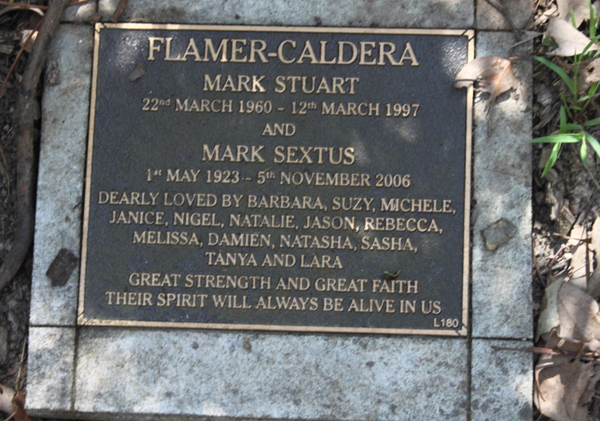 FLAMER-CALDERA
MARK STUART
22nd MARCH 1960 - 12th MARCH 1997
AND
MARK SEXTUS
1st MAY 1923 - 5th NOVEMBER 2006
DEARLY LOVED BY BARBARA, SUZY, MICHELE,
JANICE, NIGEL, NATALIE, JASON, REBECCA,
MELISSA, DAMIEN, NATASHA, SASHA,
TANYA AND LARA
GREAT STRENGTH AND GREAT FAITH
THEIR SPIRIT WILL ALWAYS BE ALIVE IN US
L180